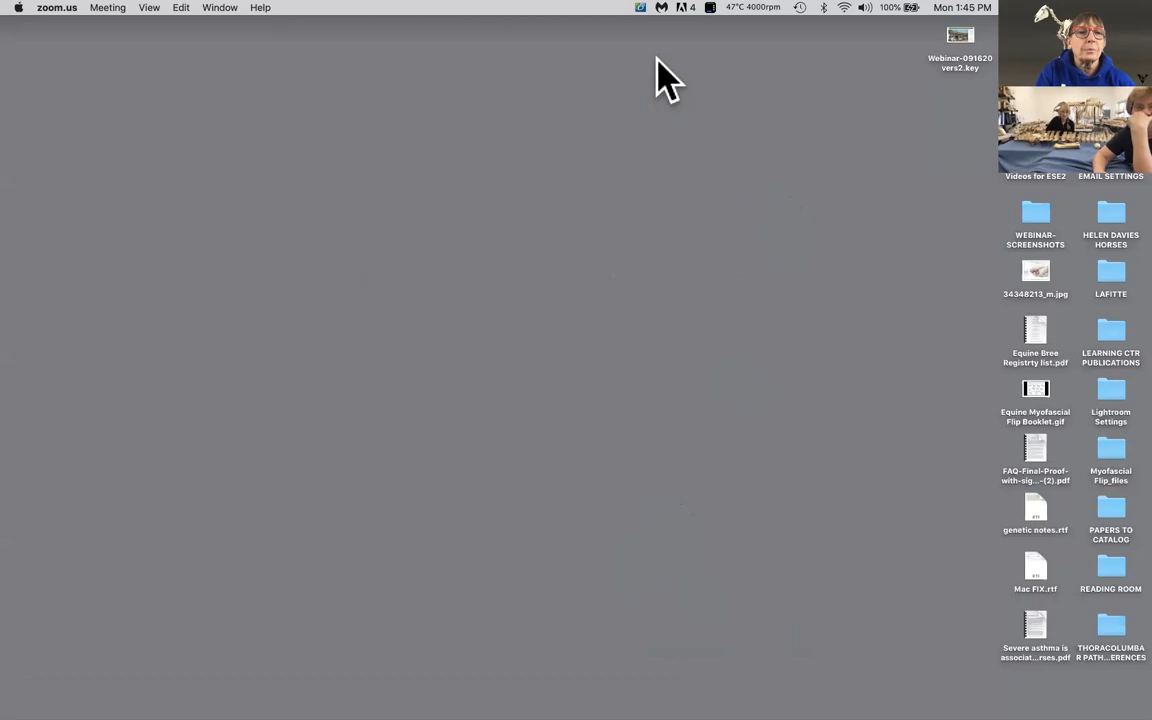 zoom.us Meeting View Edit Window Help 4 47°C 4000rpm 100% Mon 1:45 PM
Webinar-091620
vers2.key
Videos for ESE2
EMAIL SETTINGS
WEBINAR-
SCREENSHOTS
HELEN DAVIES
HORSES
34348213_m.jpg
LAFITTE
Equine Bree
Registrty list.pdf
LEARNING CTR
PUBLICATIONS
Equine Myofascial
Flip Booklet.gif
Lightroom
Settings
FAQ-Final-Proof-
with-sig...-(2).pdf
Myofascial
Flip_files
RTF
genetic notes.rtf
PAPERS TO
CATALOG
RTF
Mac FIX.rtf
READING ROOM
Severe asthma is
associat...rses.pdf
THORACOLUMBA
R PATH...ERENCES